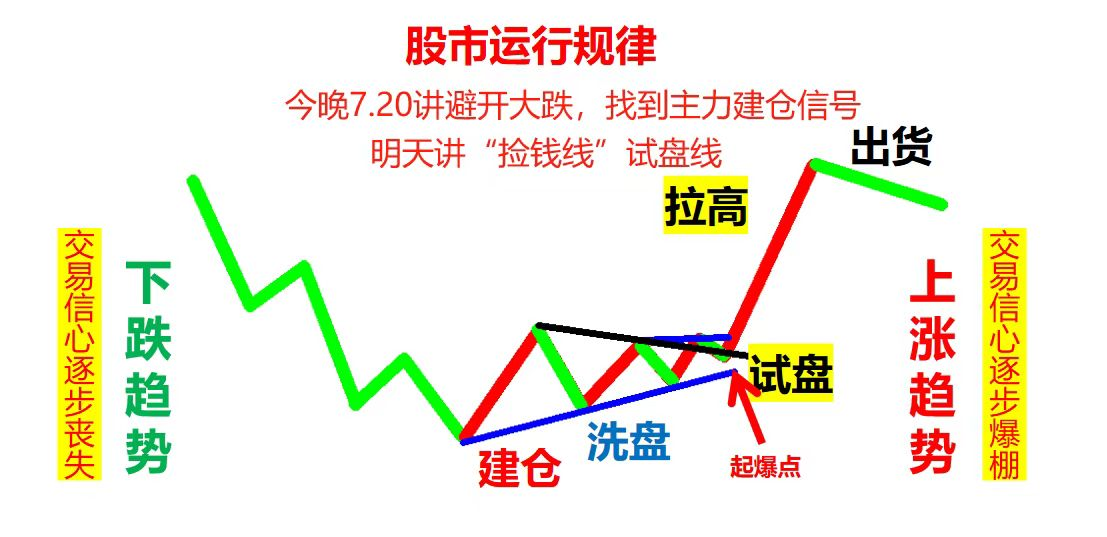 股市运行规律
今晚7.20讲避开大跌，找到主力建仓信号
明天讲“捡钱线”试盘线
出货
拉高
交易信心逐步丧失
下跌趋势
上涨趋势
交易信心逐步爆棚
试盘
洗盘
建仓
起爆点